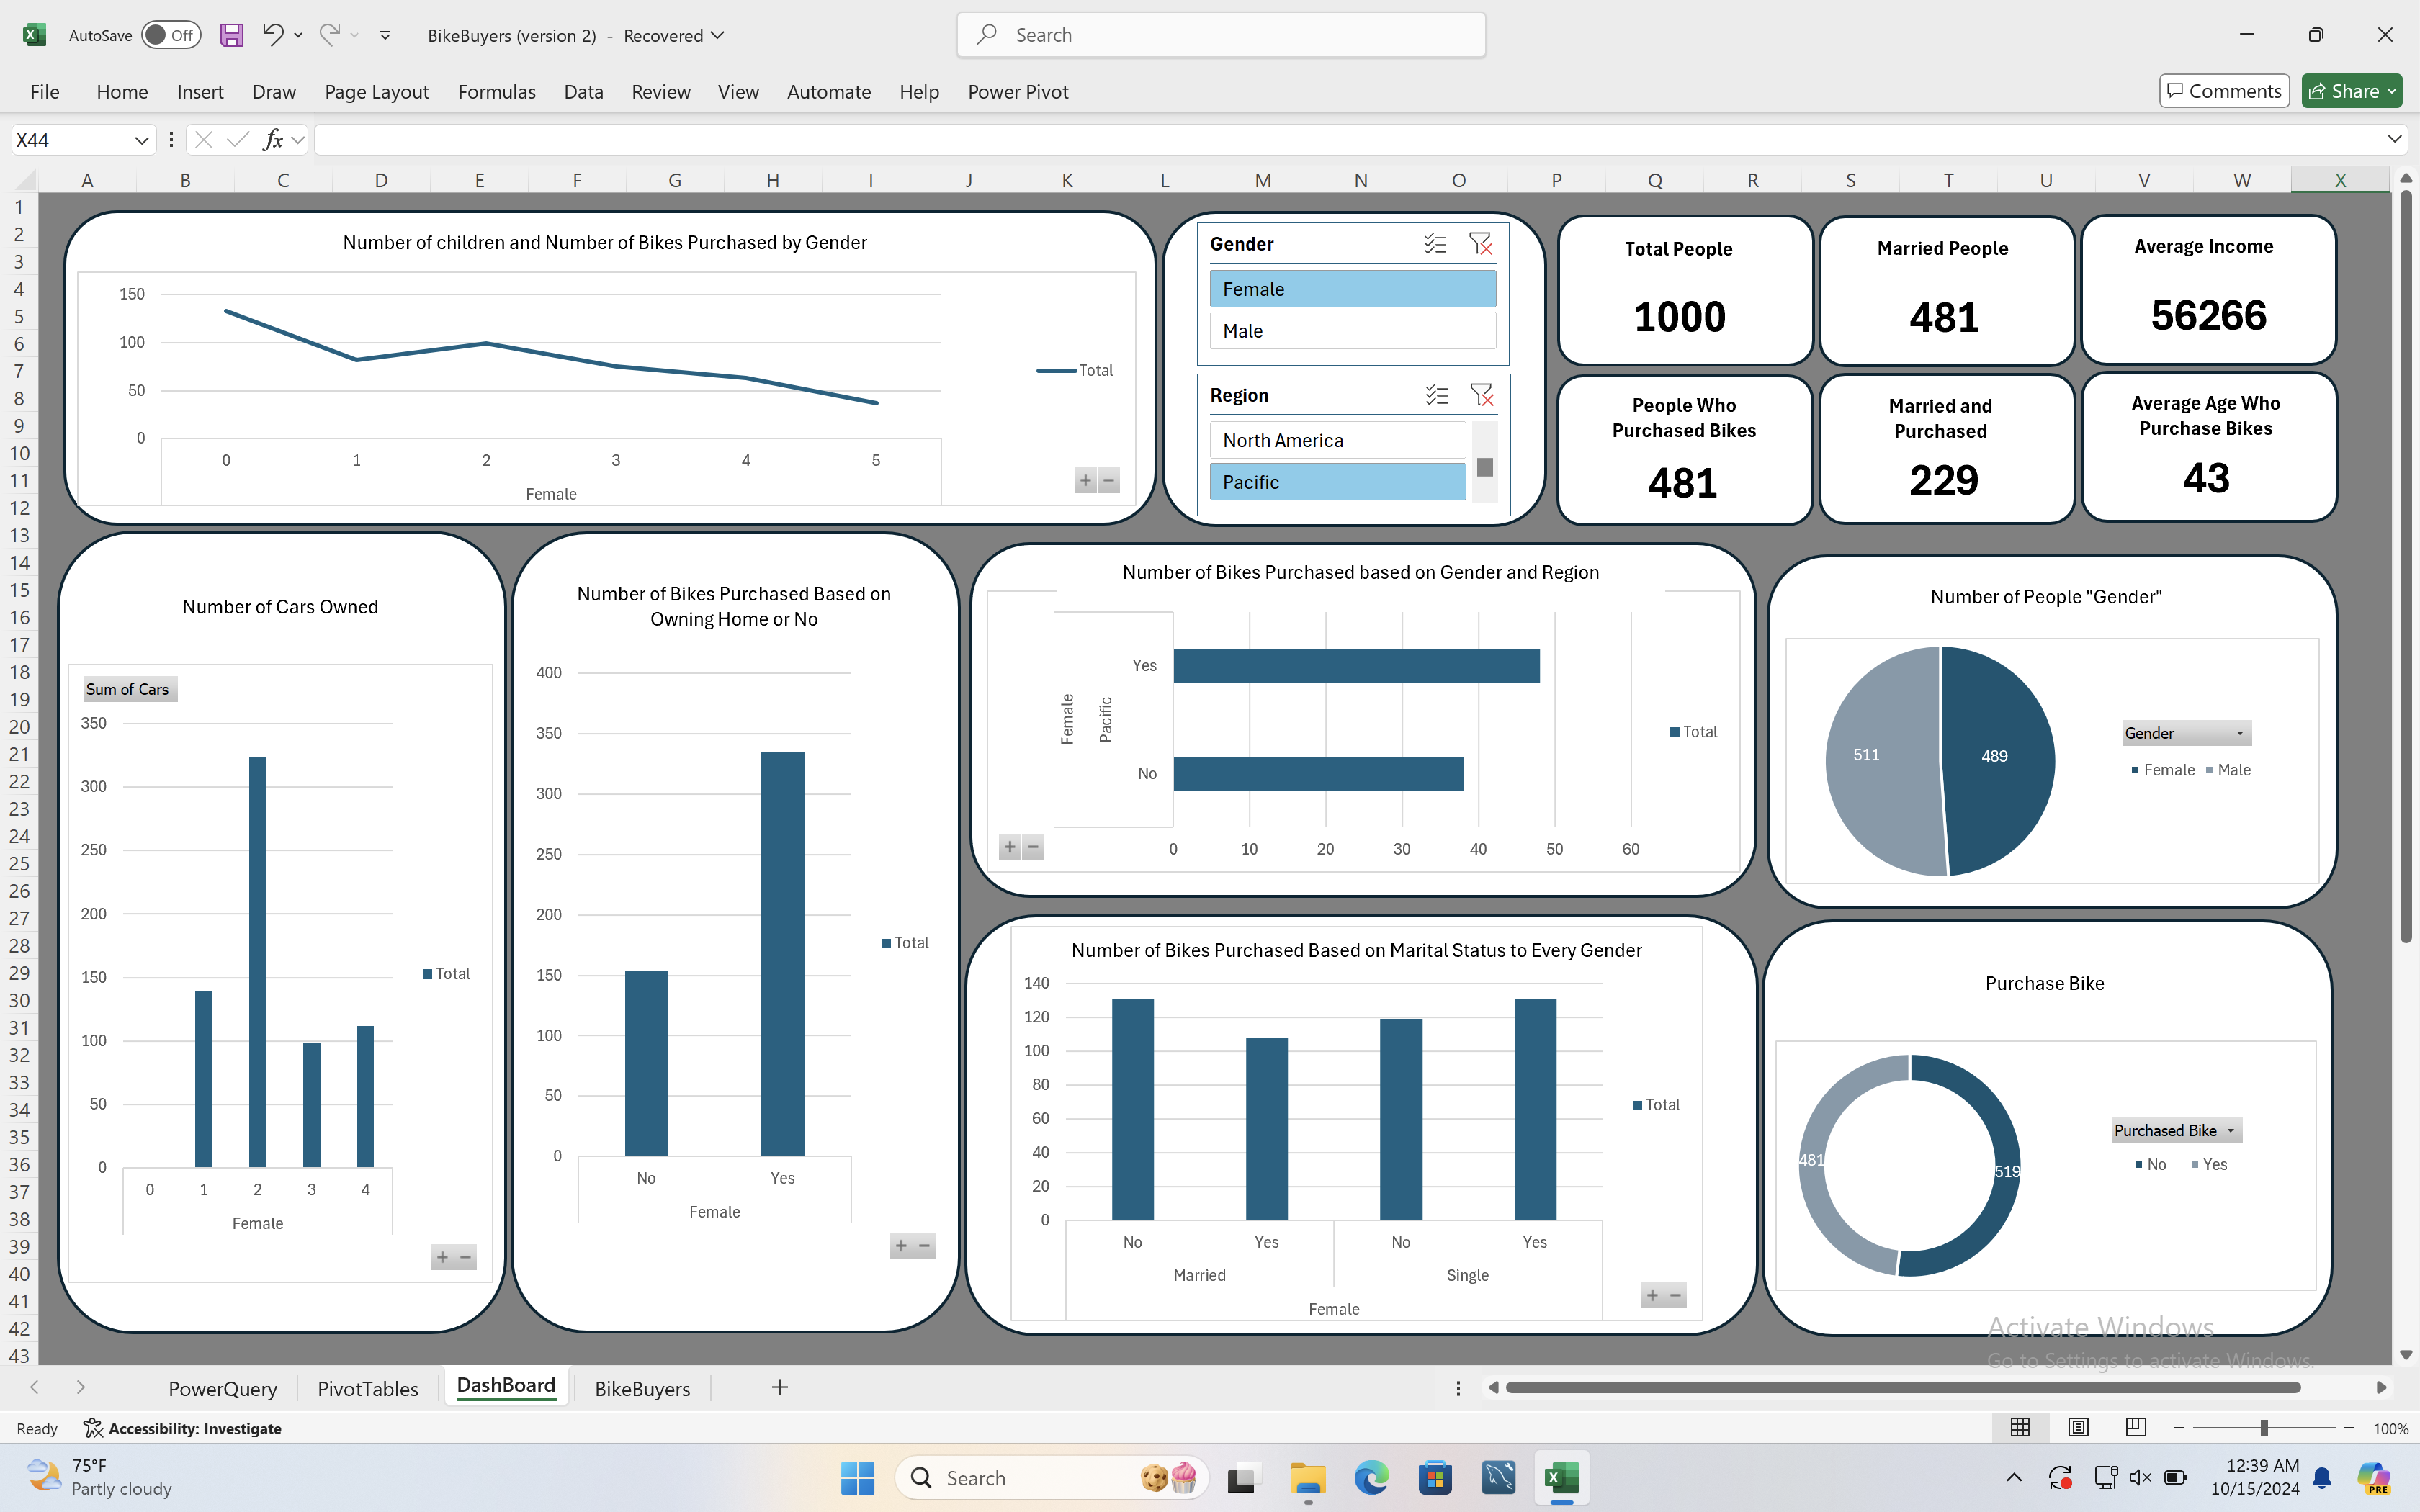 AutoSave Off BikeBuyers (version 2) - Recovered Search
File Home Insert Draw Page Layout Formulas Data Review View Automate Help Power Pivot Comments Share
X44 fx
A B C D E F G H I J K L M N O P Q R S T U V W X
1
2
3
4
5
6
7
8
9
10
11
12
13
14
15
16
17
18
19
20
21
22
23
24
25
26
27
28
29
30
31
32
33
34
35
36
37
38
39
40
41
42
43
Number of children and Number of Bikes Purchased by Gender
150
100
50
0
0 1 2 3 4 5
Female
Total
+ −
Gender
Female
Male
Region
North America
Pacific
Total People
1000
Married People
481
Average Income
56266
People Who
Purchased Bikes
481
Married and
Purchased
229
Average Age Who
Purchase Bikes
43
Number of Cars Owned
Sum of Cars
350
300
250
200
150
100
50
0
0 1 2 3 4
Female
Total
+ −
Number of Bikes Purchased Based on
Owning Home or No
400
350
300
250
200
150
100
50
0
No Yes
Female
Total
+ −
Number of Bikes Purchased based on Gender and Region
Female
Pacific
Yes
No
0 10 20 30 40 50 60
Total
+ −
Number of People "Gender"
511 489
Gender
Female Male
Number of Bikes Purchased Based on Marital Status to Every Gender
140
120
100
80
60
40
20
0
No Yes No Yes
Married Single
Female
Total
+ −
Purchase Bike
481 519
Purchased Bike
No Yes
Activate Windows
Go to Settings to activate Windows.
PowerQuery PivotTables DashBoard BikeBuyers +
Ready Accessibility: Investigate − + 100%
75°F
Partly cloudy
Search
12:39 AM
10/15/2024
PRE